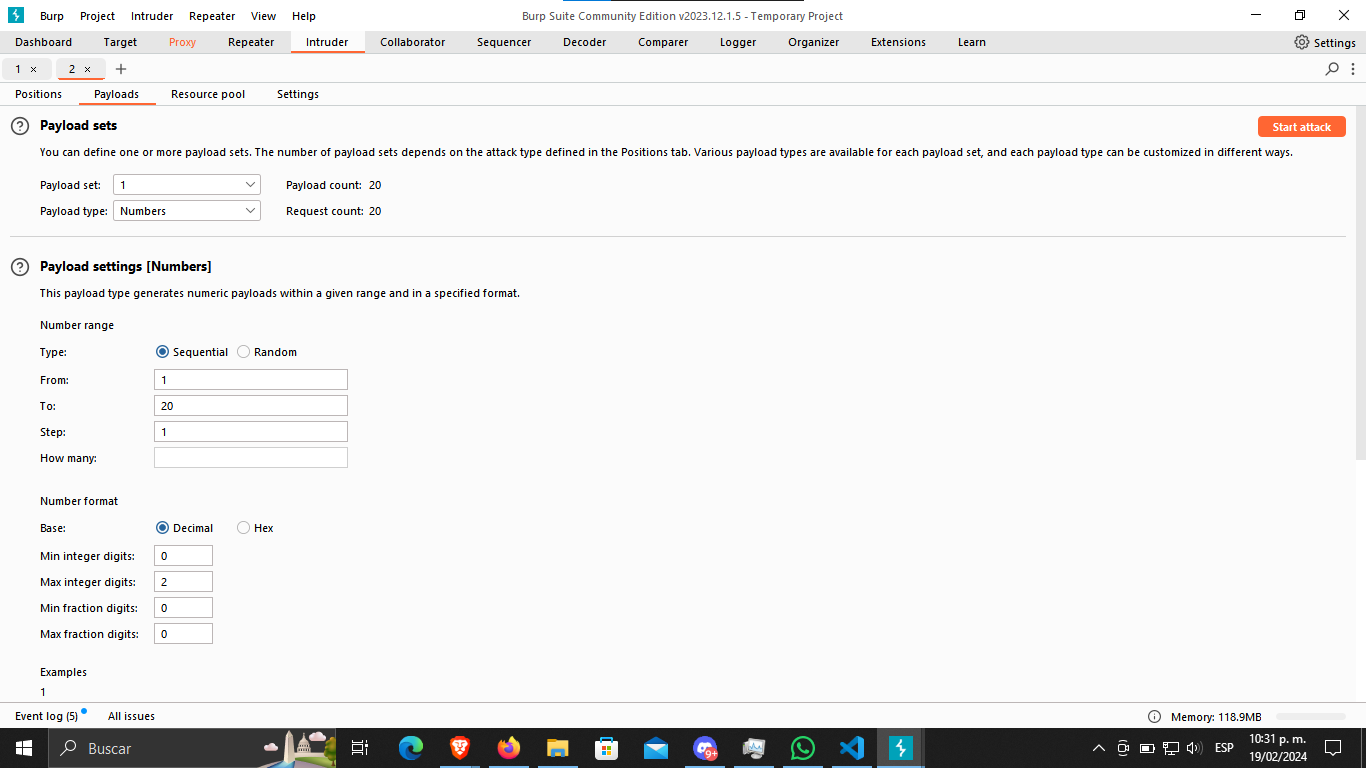 Burp Project Intruder Repeater View Help Burp Suite Community Edition v2023.12.1.5 - Temporary Project
Dashboard Target Proxy Repeater Intruder Collaborator Sequencer Decoder Comparer Logger Organizer Extensions Learn Settings
1 × 2 × +
Positions Payloads Resource pool Settings
? Payload sets Start attack
You can define one or more payload sets. The number of payload sets depends on the attack type defined in the Positions tab. Various payload types are available for each payload set, and each payload type can be customized in different ways.
Payload set: 1 Payload count: 20
Payload type: Numbers Request count: 20
? Payload settings [Numbers]
This payload type generates numeric payloads within a given range and in a specified format.
Number range
Type: Sequential Random
From: 1
To: 20
Step: 1
How many:
Number format
Base: Decimal Hex
Min integer digits: 0
Max integer digits: 2
Min fraction digits: 0
Max fraction digits: 0
Examples
1
Event log (5) All issues Memory: 118.9MB
Buscar 9+ ESP 10:31 p. m.
19/02/2024